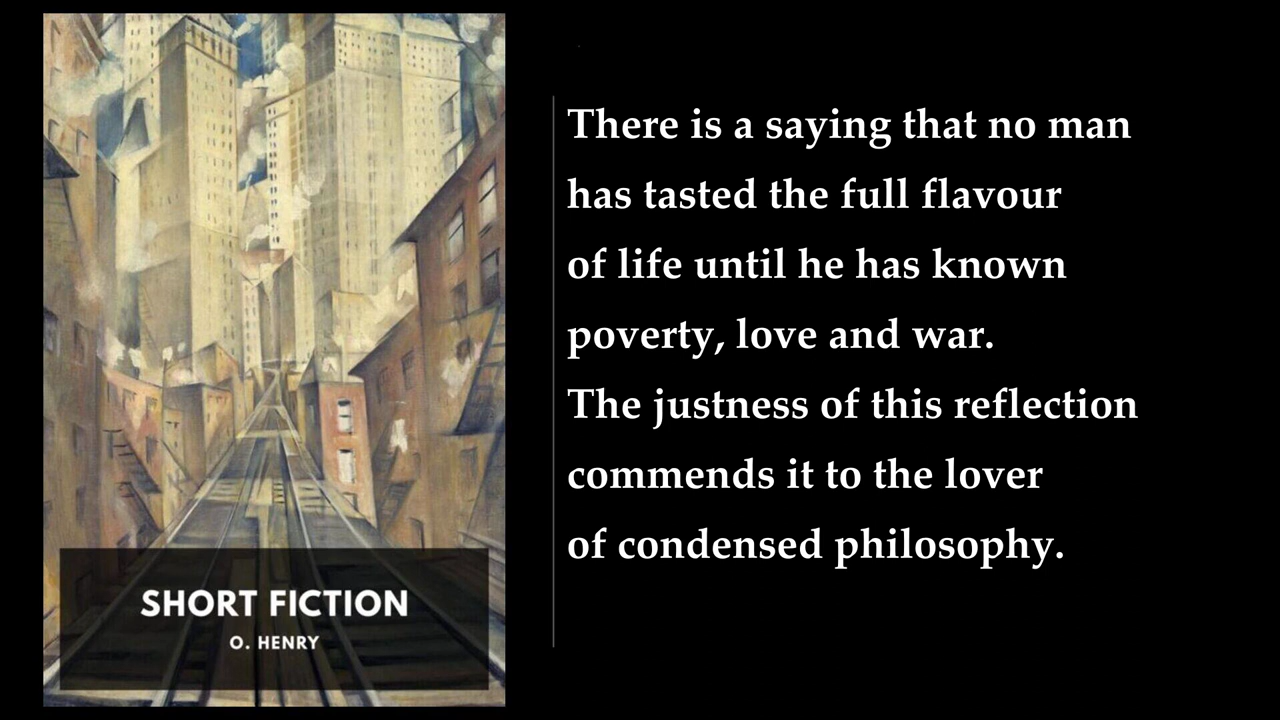 SHORT FICTION
O. HENRY
There is a saying that no man
has tasted the full flavour
of life until he has known
poverty, love and war.
The justness of this reflection
commends it to the lover
of condensed philosophy.